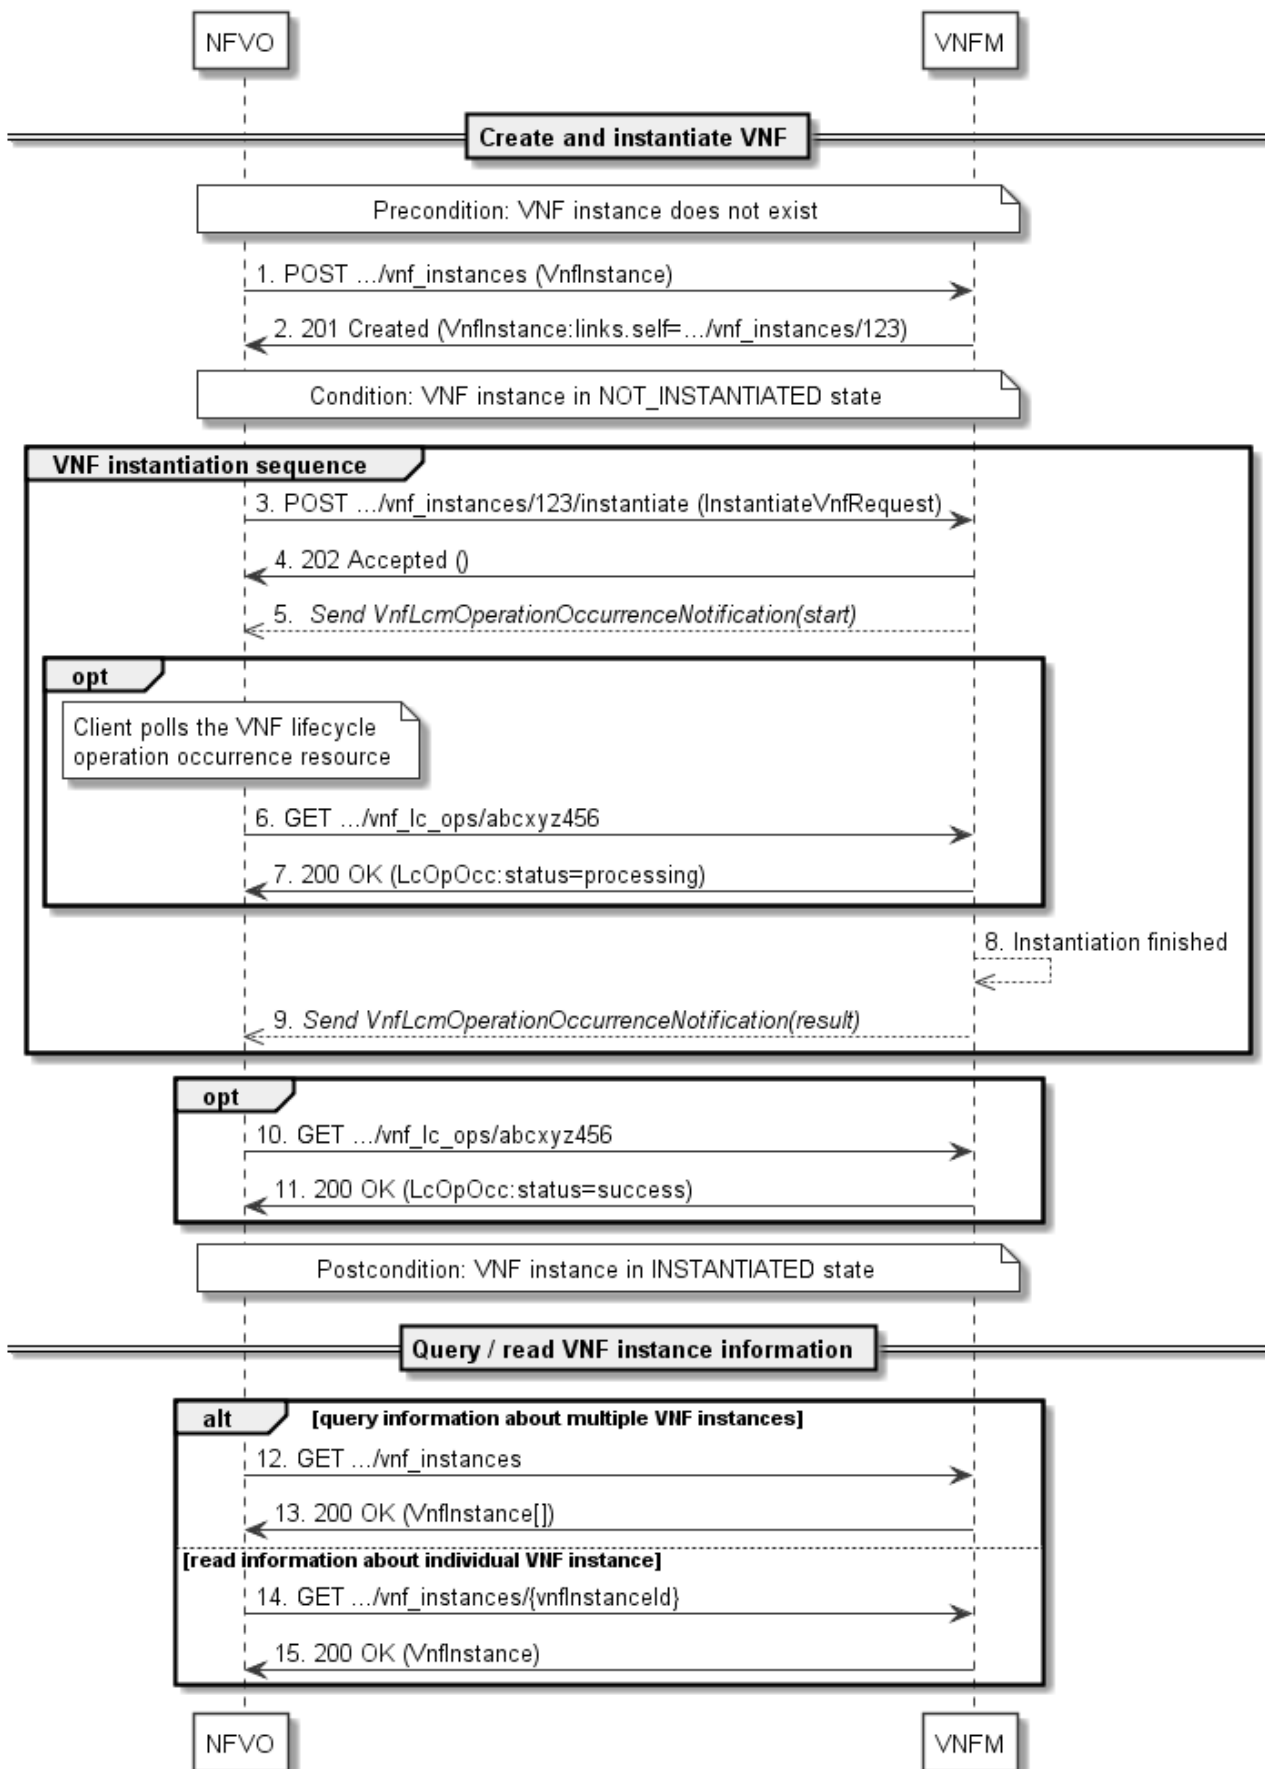 NFVO VNFM
Create and instantiate VNF
Precondition: VNF instance does not exist
1. POST .../vnf_instances (VnfInstance)
2. 201 Created (VnfInstance:links.self=.../vnf_instances/123)
Condition: VNF instance in NOT_INSTANTIATED state
VNF instantiation sequence
3. POST .../vnf_instances/123/instantiate (InstantiateVnfRequest)
4. 202 Accepted ()
5. Send VnfLcmOperationOccurrenceNotification(start)
opt
Client polls the VNF lifecycle
operation occurrence resource
6. GET .../vnf_lc_ops/abcxyz456
7. 200 OK (LcOpOcc:status=processing)
8. Instantiation finished
9. Send VnfLcmOperationOccurrenceNotification(result)
opt
10. GET .../vnf_lc_ops/abcxyz456
11. 200 OK (LcOpOcc:status=success)
Postcondition: VNF instance in INSTANTIATED state
Query / read VNF instance information
alt [query information about multiple VNF instances]
12. GET .../vnf_instances
13. 200 OK (VnfInstance[])
[read information about individual VNF instance]
14. GET .../vnf_instances/{vnfInstanceId}
15. 200 OK (VnfInstance)
NFVO VNFM